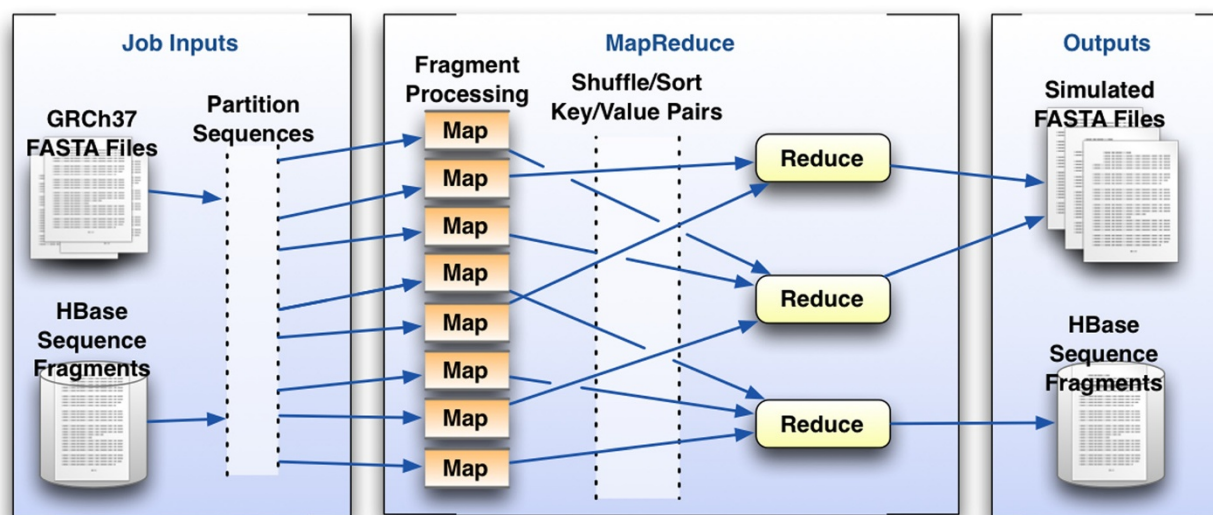 Job Inputs
GRCh37
FASTA Files
Partition
Sequences
HBase
Sequence
Fragments
MapReduce
Fragment
Processing
Shuffle/Sort
Key/Value Pairs
Map
Map
Map
Map
Map
Map
Map
Map
Reduce
Reduce
Reduce
Outputs
Simulated
FASTA Files
HBase
Sequence
Fragments